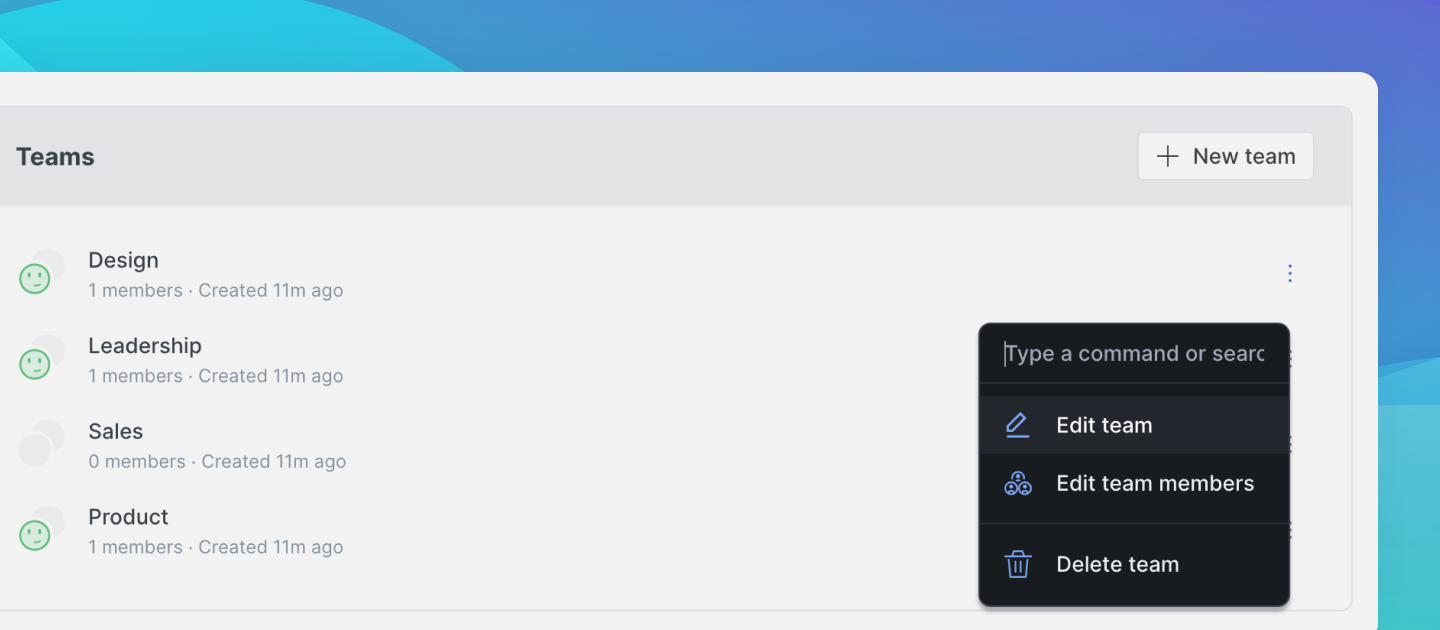 Teams
New team
Design
1 members · Created 11m ago
Leadership
1 members · Created 11m ago
Sales
0 members · Created 11m ago
Product
1 members · Created 11m ago
Type a command or searc
Edit team
Edit team members
Delete team